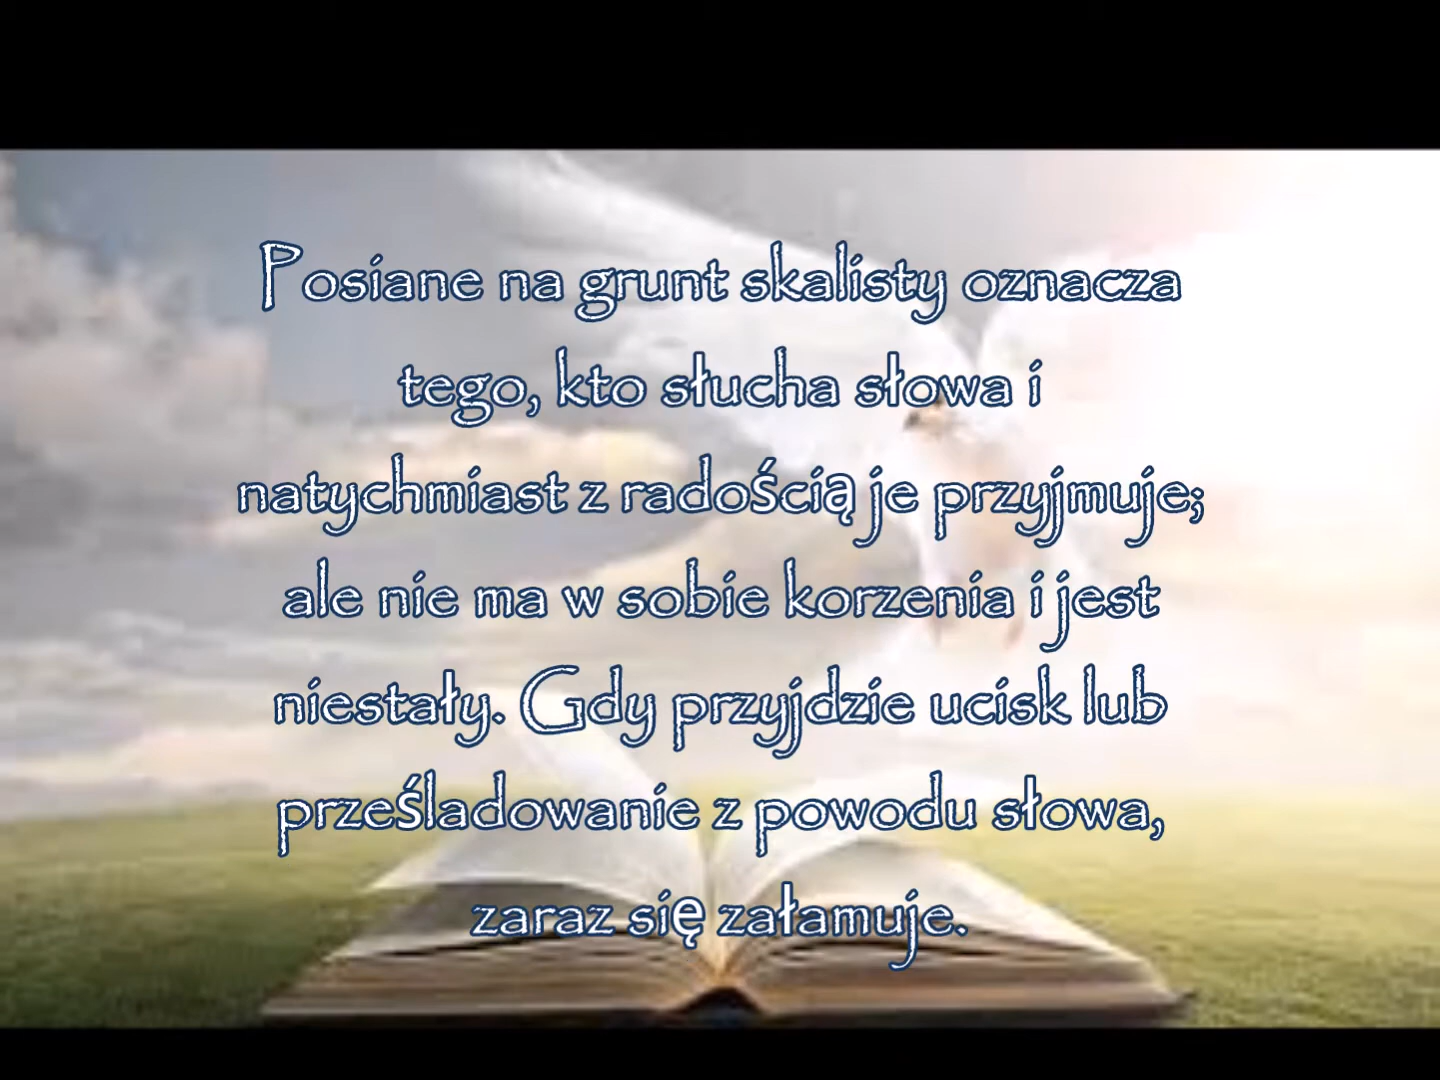 Posiane na grunt skalisty oznacza
tego, kto słucha słowa i
natychmiast z radością je przyjmuje;
ale nie ma w sobie korzenia i jest
niestały. Gdy przyjdzie ucisk lub
prześladowanie z powodu słowa,
zaraz się załamuje.